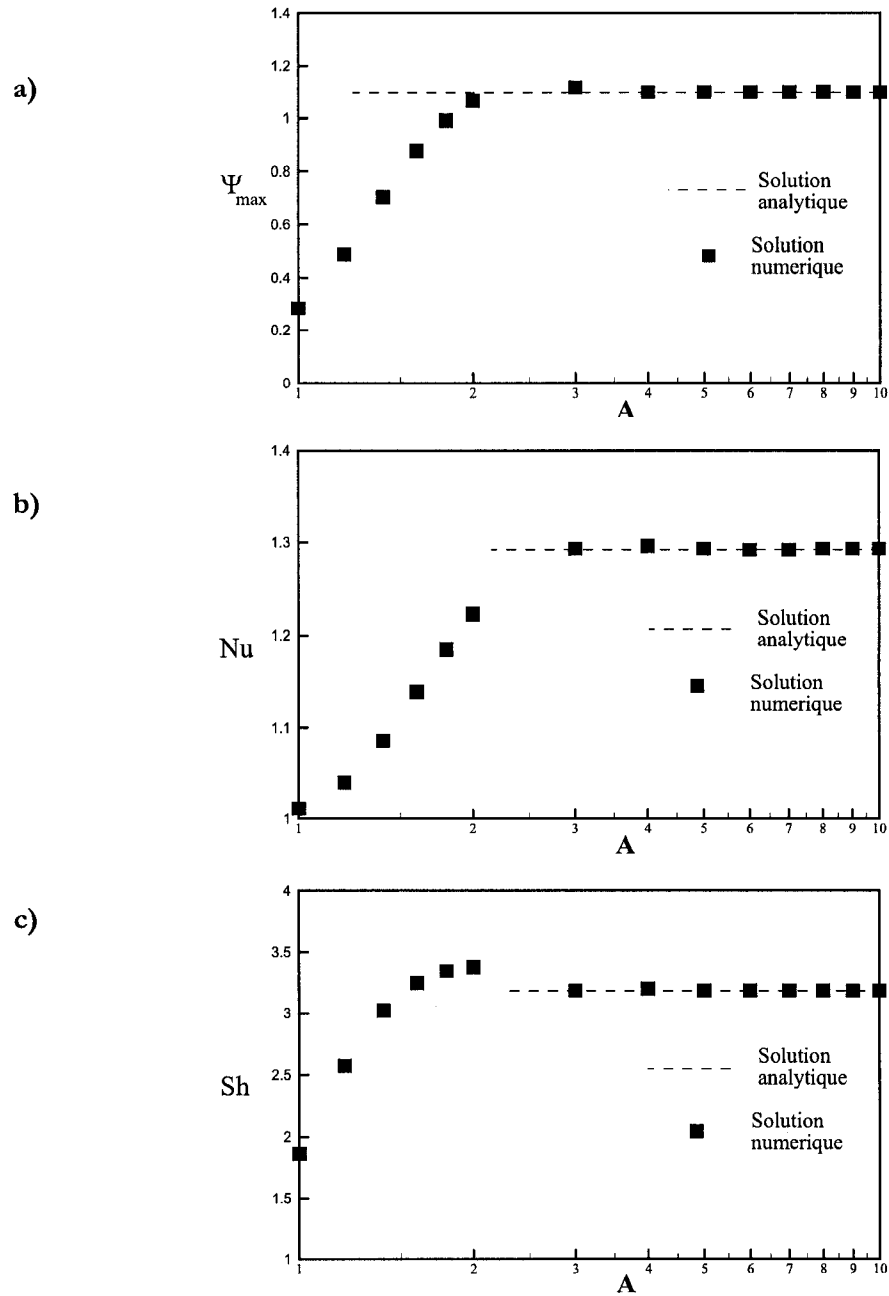 a)
1.4
1.2
1
0.8
0.6
0.4
0.2
0
Ψmax
Solution
analytique
Solution
numerique
1 2 3 4 5 6 7 8 9 10
A
b)
1.4
1.3
1.2
1.1
1
Nu
Solution
analytique
Solution
numerique
1 2 3 4 5 6 7 8 9 10
A
c)
4
3.5
3
2.5
2
1.5
1
Sh
Solution
analytique
Solution
numerique
1 2 3 4 5 6 7 8 9 10
A